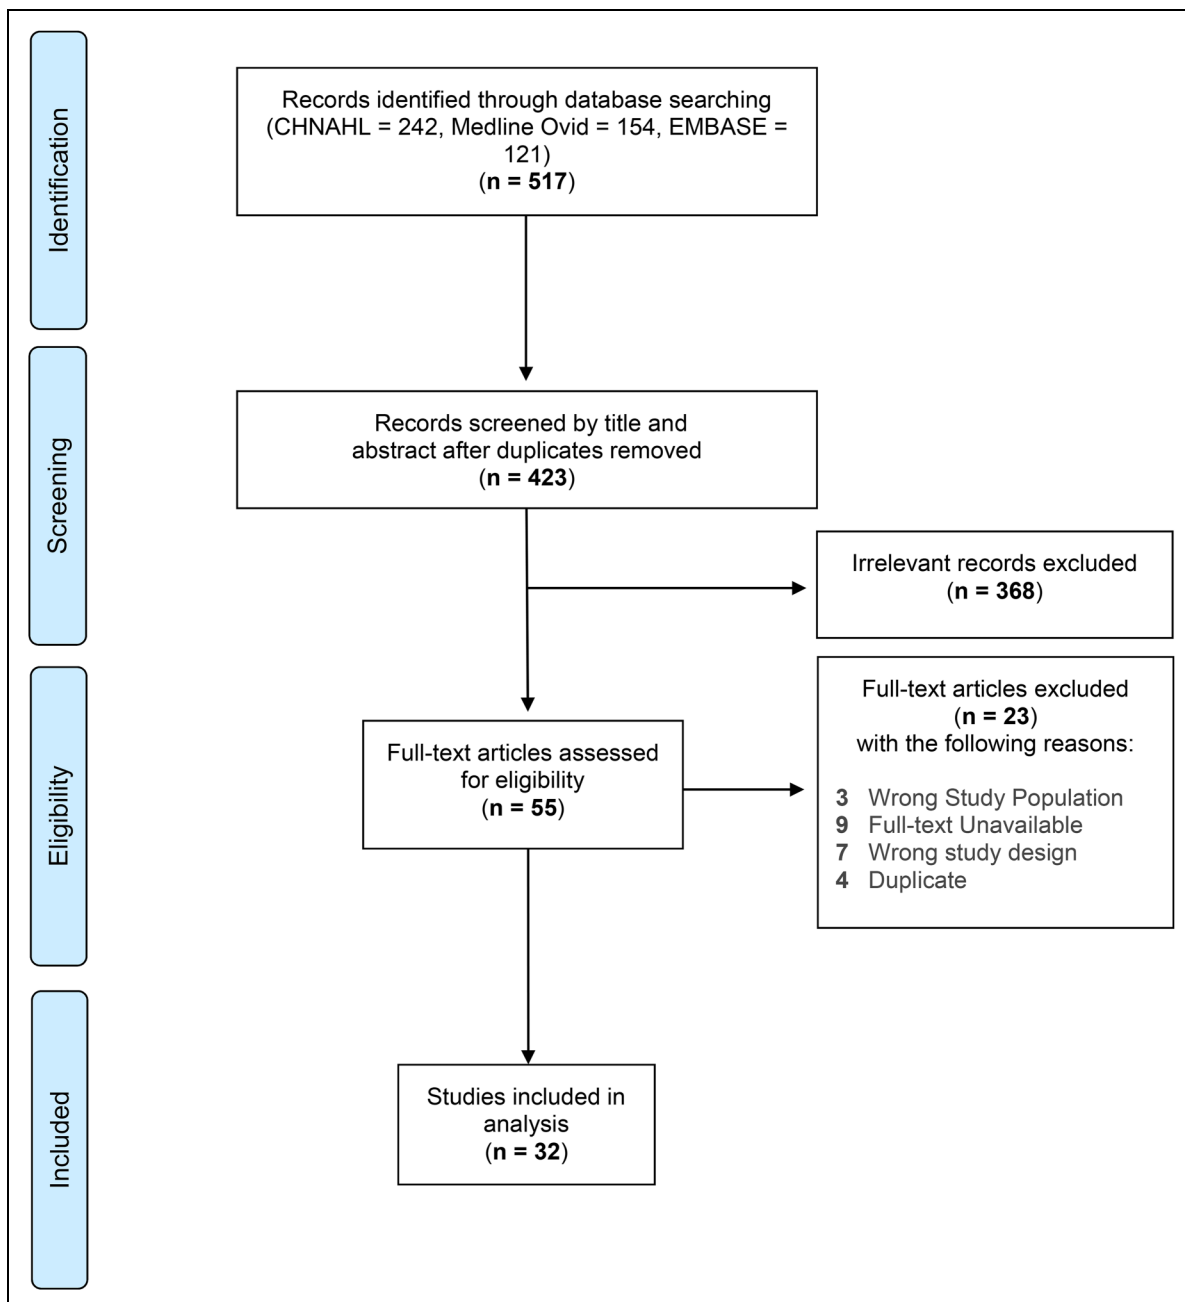 Identification
Records identified through database searching
(CHNAHL = 242, Medline Ovid = 154, EMBASE =
121)
(n = 517)
Screening
Records screened by title and
abstract after duplicates removed
(n = 423)
Irrelevant records excluded
(n = 368)
Eligibility
Full-text articles assessed
for eligibility
(n = 55)
Full-text articles excluded
(n = 23)
with the following reasons:
3 Wrong Study Population
9 Full-text Unavailable
7 Wrong study design
4 Duplicate
Included
Studies included in
analysis
(n = 32)